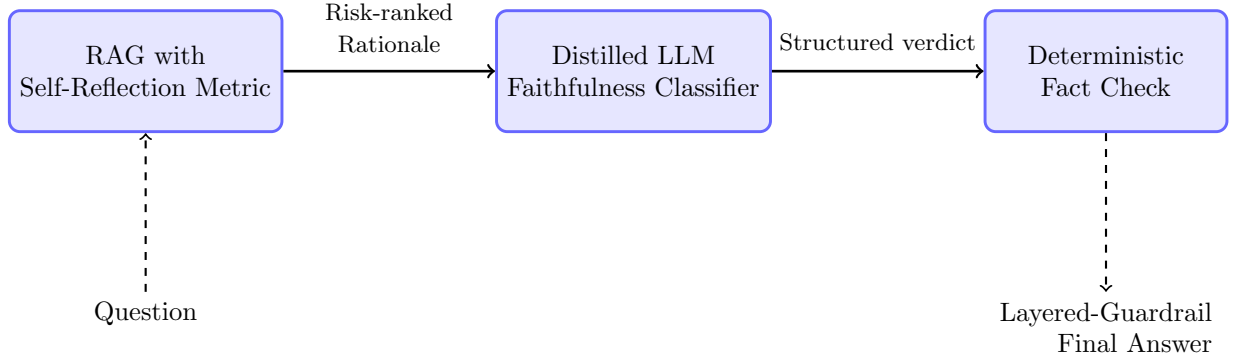 RAG with
Self-Reflection Metric
Risk-ranked
Rationale
Distilled LLM
Faithfulness Classifier
Structured verdict
Deterministic
Fact Check
Question
Layered-Guardrail
Final Answer